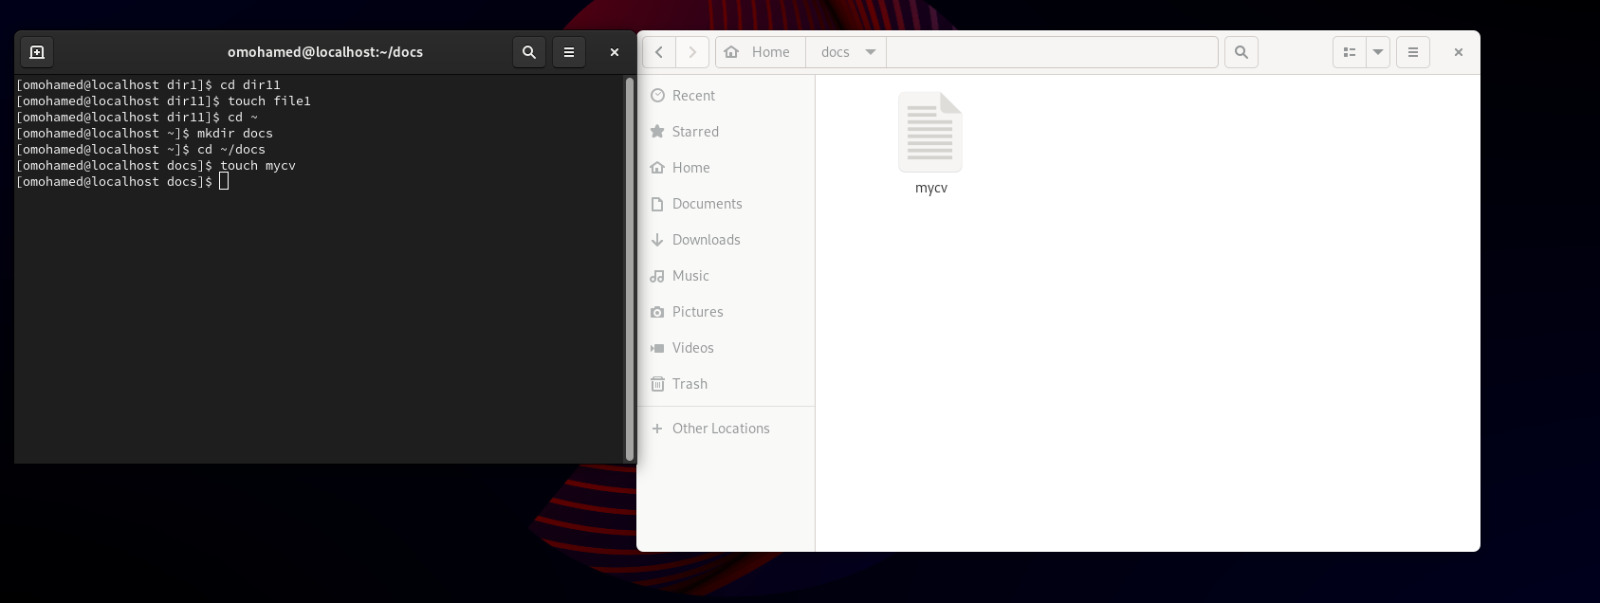 omohamed@localhost:~/docs
[omohamed@localhost dir1]$ cd dir11
[omohamed@localhost dir11]$ touch file1
[omohamed@localhost dir11]$ cd ~
[omohamed@localhost ~]$ mkdir docs
[omohamed@localhost ~]$ cd ~/docs
[omohamed@localhost docs]$ touch mycv
[omohamed@localhost docs]$
Home docs
Recent
Starred
Home
Documents
Downloads
Music
Pictures
Videos
Trash
Other Locations
mycv